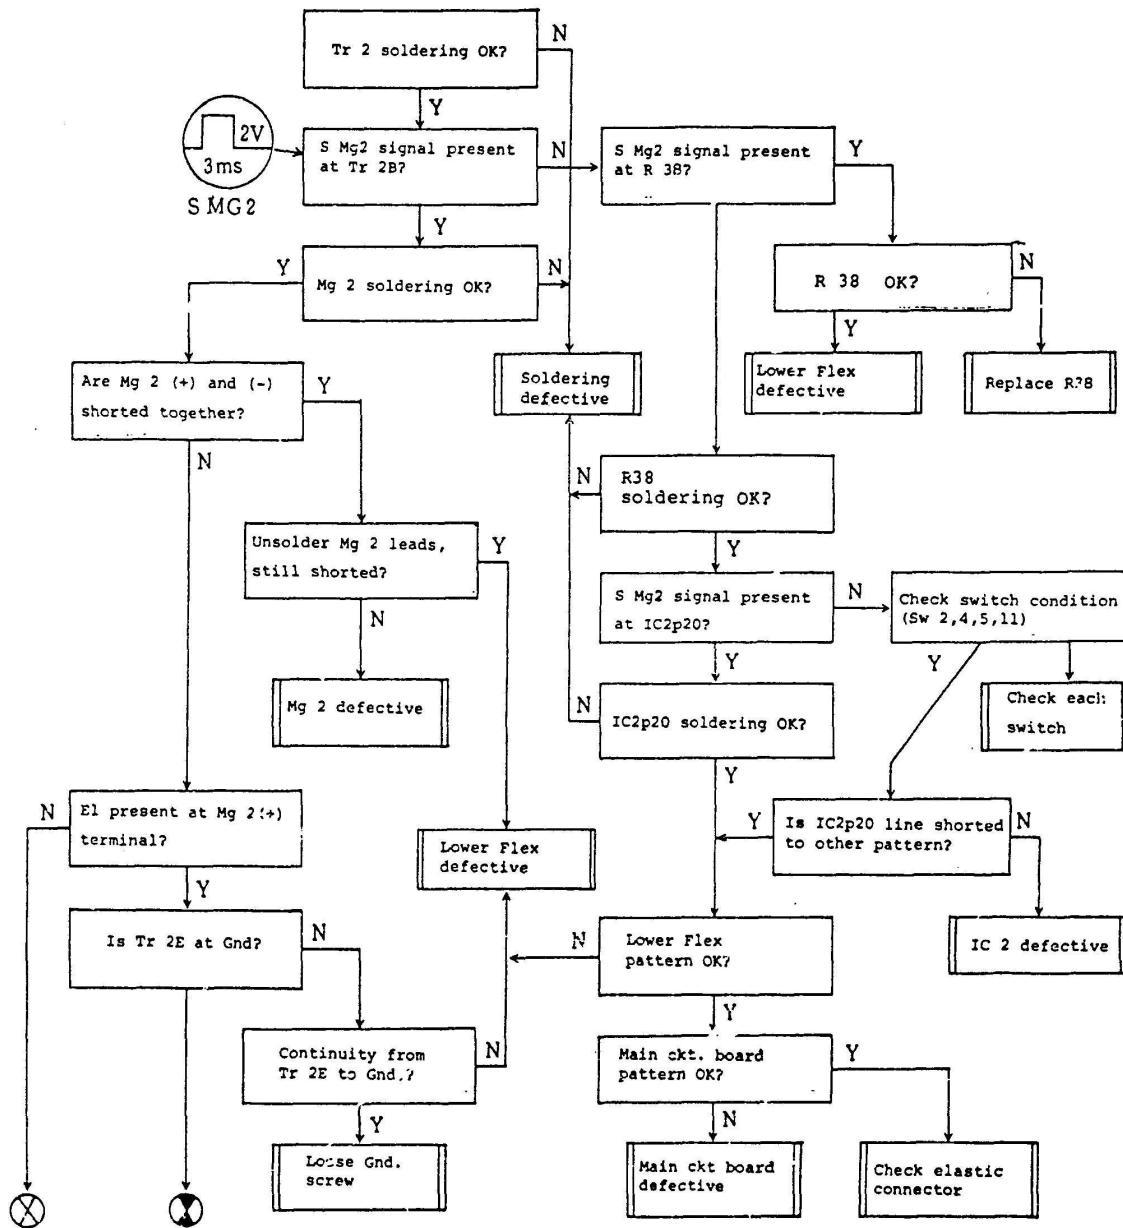 Tr 2 soldering OK?
N
Y
2V
3ms
S MG2
S Mg2 signal present
at Tr 2B?
N
S Mg2 signal present
at R 38?
Y
Y
Y
Mg 2 soldering OK?
N
R 38 OK?
N
Y
Are Mg 2 (+) and (-)
shorted together?
Y
Soldering
defective
Lower Flex
defective
Replace R38
N
N
R38
soldering OK?
Y
Unsolder Mg 2 leads,
still shorted?
Y
N
S Mg2 signal present
at IC2p20?
N
Check switch condition
(Sw 2,4,5,11)
Y
Y
Mg 2 defective
N
IC2p20 soldering OK?
Check each
switch
Y
N
El present at Mg 2(+)
terminal?
Y
Lower Flex
defective
Y
Is IC2p20 line shorted
to other pattern?
N
Is Tr 2E at Gnd?
N
N
Lower Flex
pattern OK?
IC 2 defective
Y
Continuity from
Tr 2E to Gnd.?
N
Main ckt. board
pattern OK?
Y
Y
N
Loose Gnd.
screw
Main ckt board
defective
Check elastic
connector